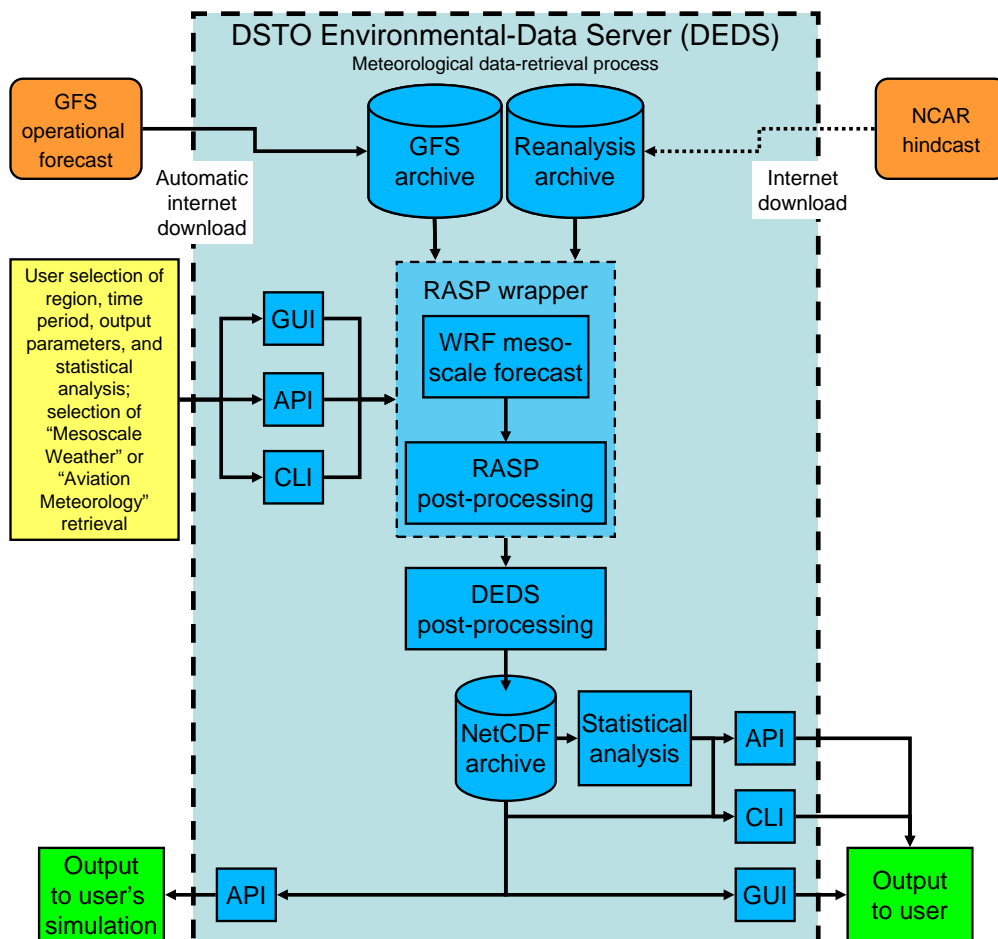 DSTO Environmental-Data Server (DEDS)
Meteorological data-retrieval process
GFS
operational
forecast
GFS
archive
Reanalysis
archive
NCAR
hindcast
Automatic
internet
download
Internet
download
User selection of
region, time
period, output
parameters, and
statistical
analysis;
selection of
“Mesoscale
Weather” or
“Aviation
Meteorology”
retrieval
GUI
API
CLI
RASP wrapper
WRF meso-
scale forecast
RASP
post-processing
DEDS
post-processing
NetCDF
archive
Statistical
analysis
API
CLI
GUI
API
Output
to user’s
simulation
Output
to user